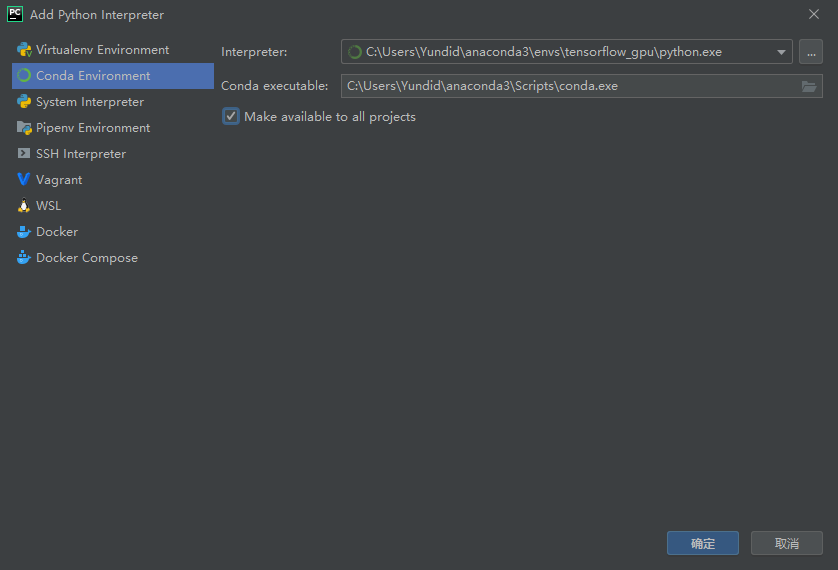 PC Add Python Interpreter
Virtualenv Environment
Conda Environment
System Interpreter
Pipenv Environment
SSH Interpreter
Vagrant
WSL
Docker
Docker Compose
Interpreter: C:\Users\Yundid\anaconda3\envs\tensorflow_gpu\python.exe ...
Conda executable: C:\Users\Yundid\anaconda3\Scripts\conda.exe
Make available to all projects
确定 取消